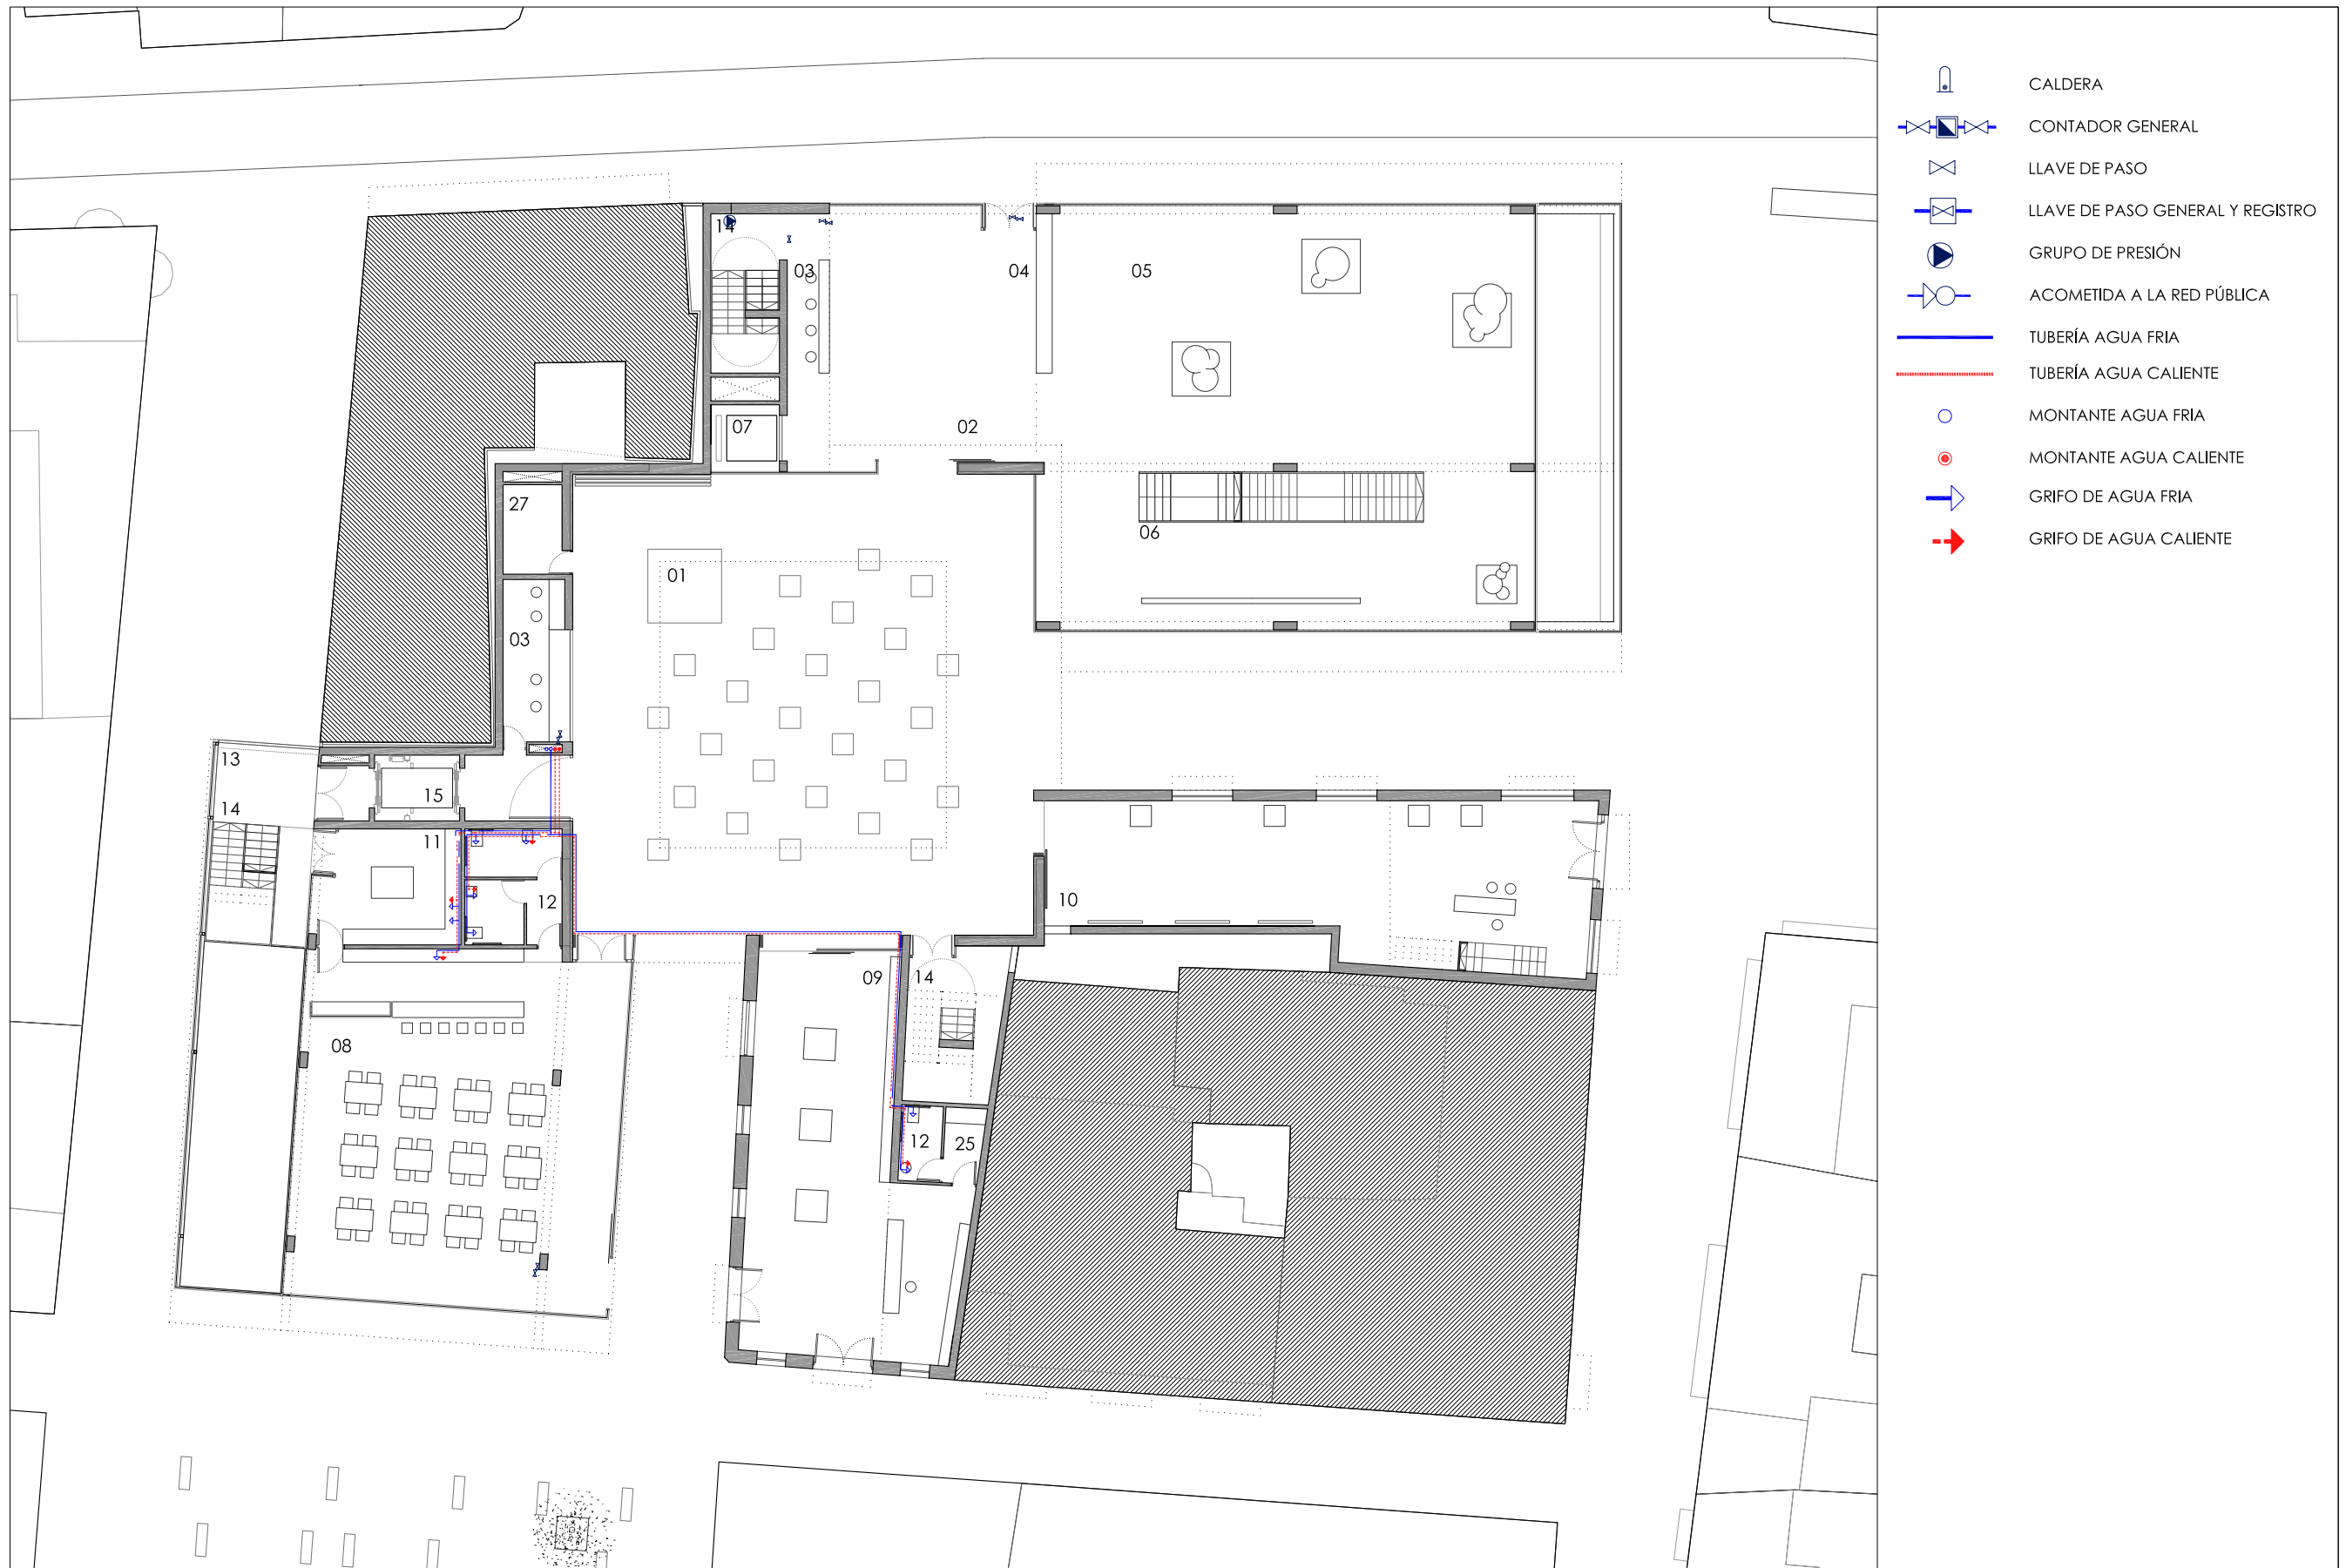 CALDERA
CONTADOR GENERAL
LLAVE DE PASO
LLAVE DE PASO GENERAL Y REGISTRO
GRUPO DE PRESIÓN
ACOMETIDA A LA RED PÚBLICA
TUBERÍA AGUA FRIA
TUBERÍA AGUA CALIENTE
MONTANTE AGUA FRIA
MONTANTE AGUA CALIENTE
GRIFO DE AGUA FRIA
GRIFO DE AGUA CALIENTE
14
03
04
05
07
02
27
06
01
03
13
15
14
11
12
10
09
14
08
12
25